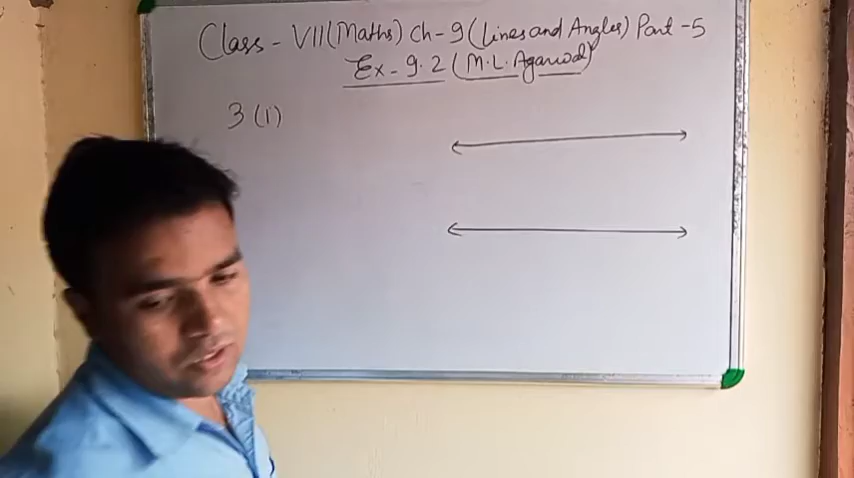 Class - VII (Maths) Ch-9 (Lines and Angles) Part-5
Ex-9.2 (M.L. Agarwal)
3 (i)